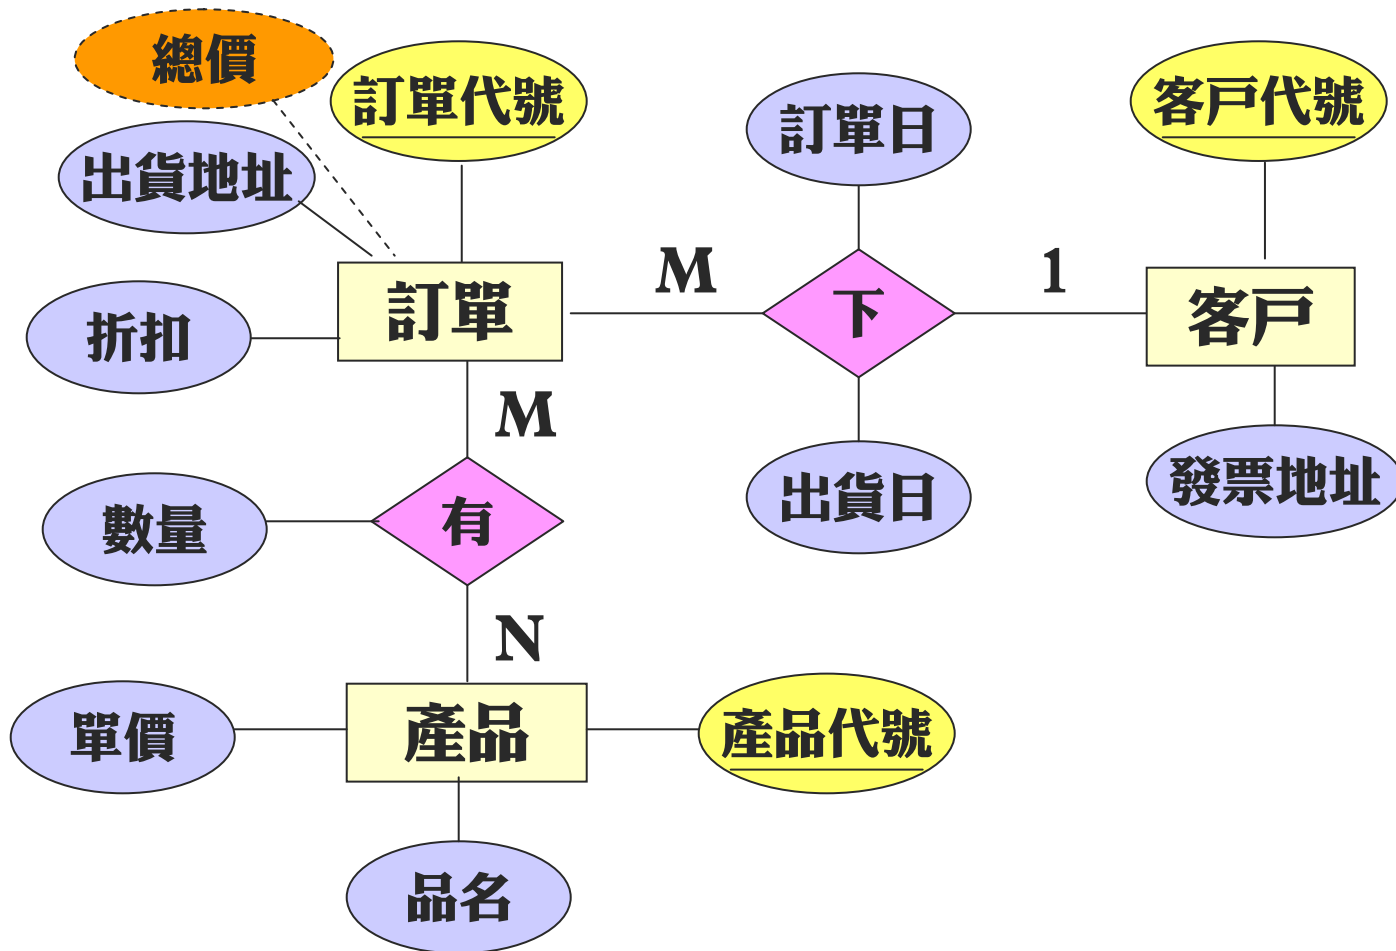 總價
訂單代號
客戶代號
訂單日
出貨地址
M
1
訂單
下
客戶
折扣
M
發票地址
出貨日
數量
有
N
單價
產品
產品代號
品名